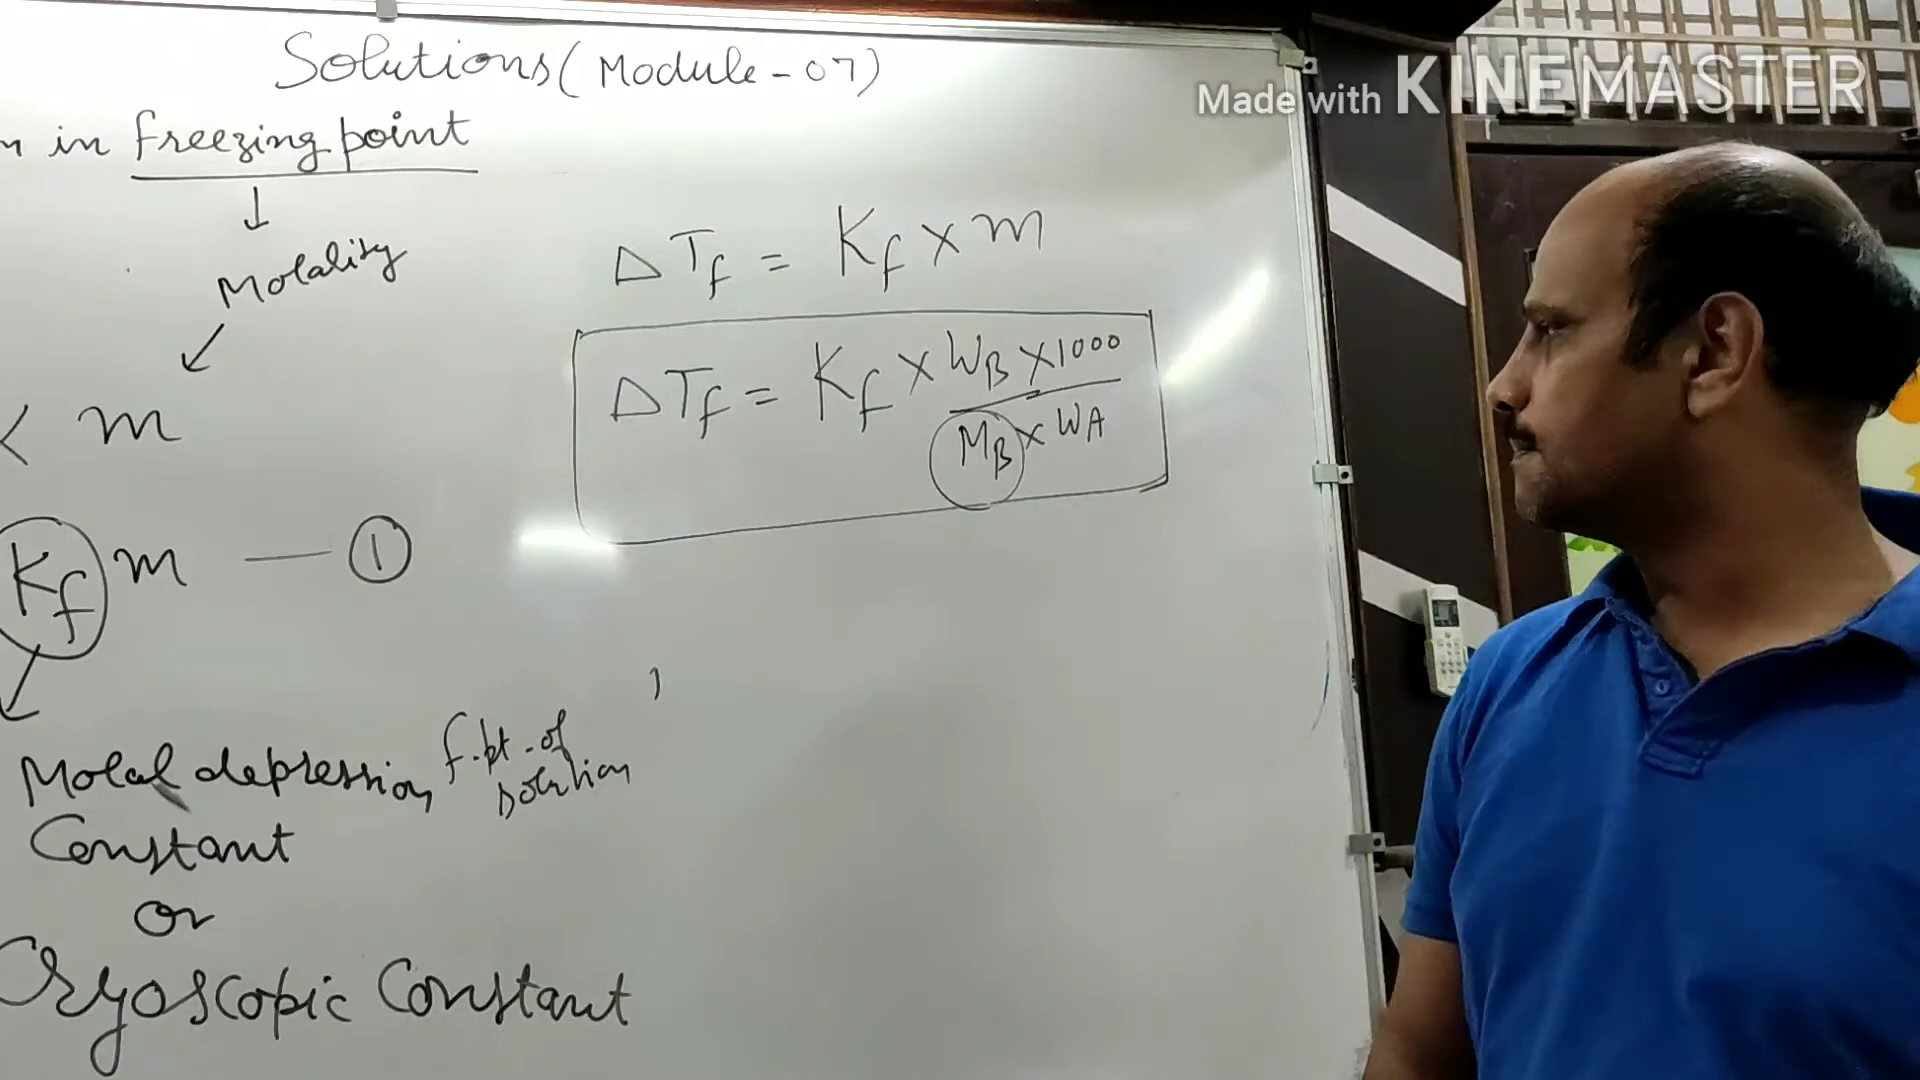 Solutions (Module-07)
n in freezing point
↓
Molality
m
Kf m — ①
Molal depression
Constant
or
Cryoscopic Constant
f.pt. of
solution
ΔTf = Kf × m
ΔTf = Kf × WB × 1000
MB × WA
Made with KINEMASTER